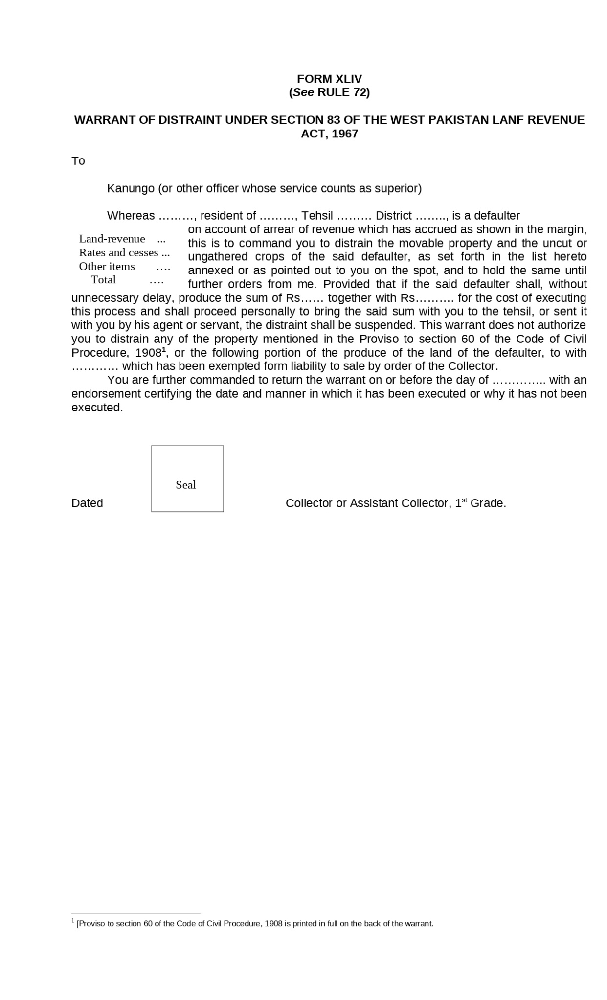 FORM XLIV
(See RULE 72)
WARRANT OF DISTRAINT UNDER SECTION 83 OF THE WEST PAKISTAN LANF REVENUE
ACT, 1967
To
Kanungo (or other officer whose service counts as superior)
Whereas ………, resident of ………, Tehsil ……… District …….., is a defaulter
Land-revenue ...
Rates and cesses ...
Other items ….
Total ….
on account of arrear of revenue which has accrued as shown in the margin,
this is to command you to distrain the movable property and the uncut or
ungathered crops of the said defaulter, as set forth in the list hereto
annexed or as pointed out to you on the spot, and to hold the same until
further orders from me. Provided that if the said defaulter shall, without
unnecessary delay, produce the sum of Rs…… together with Rs………. for the cost of executing
this process and shall proceed personally to bring the said sum with you to the tehsil, or sent it
with you by his agent or servant, the distraint shall be suspended. This warrant does not authorize
you to distrain any of the property mentioned in the Proviso to section 60 of the Code of Civil
Procedure, 1908¹, or the following portion of the produce of the land of the defaulter, to with
………… which has been exempted form liability to sale by order of the Collector.
You are further commanded to return the warrant on or before the day of ………….. with an
endorsement certifying the date and manner in which it has been executed or why it has not been
executed.
Seal
Dated Collector or Assistant Collector, 1st Grade.
¹ [Proviso to section 60 of the Code of Civil Procedure, 1908 is printed in full on the back of the warrant.